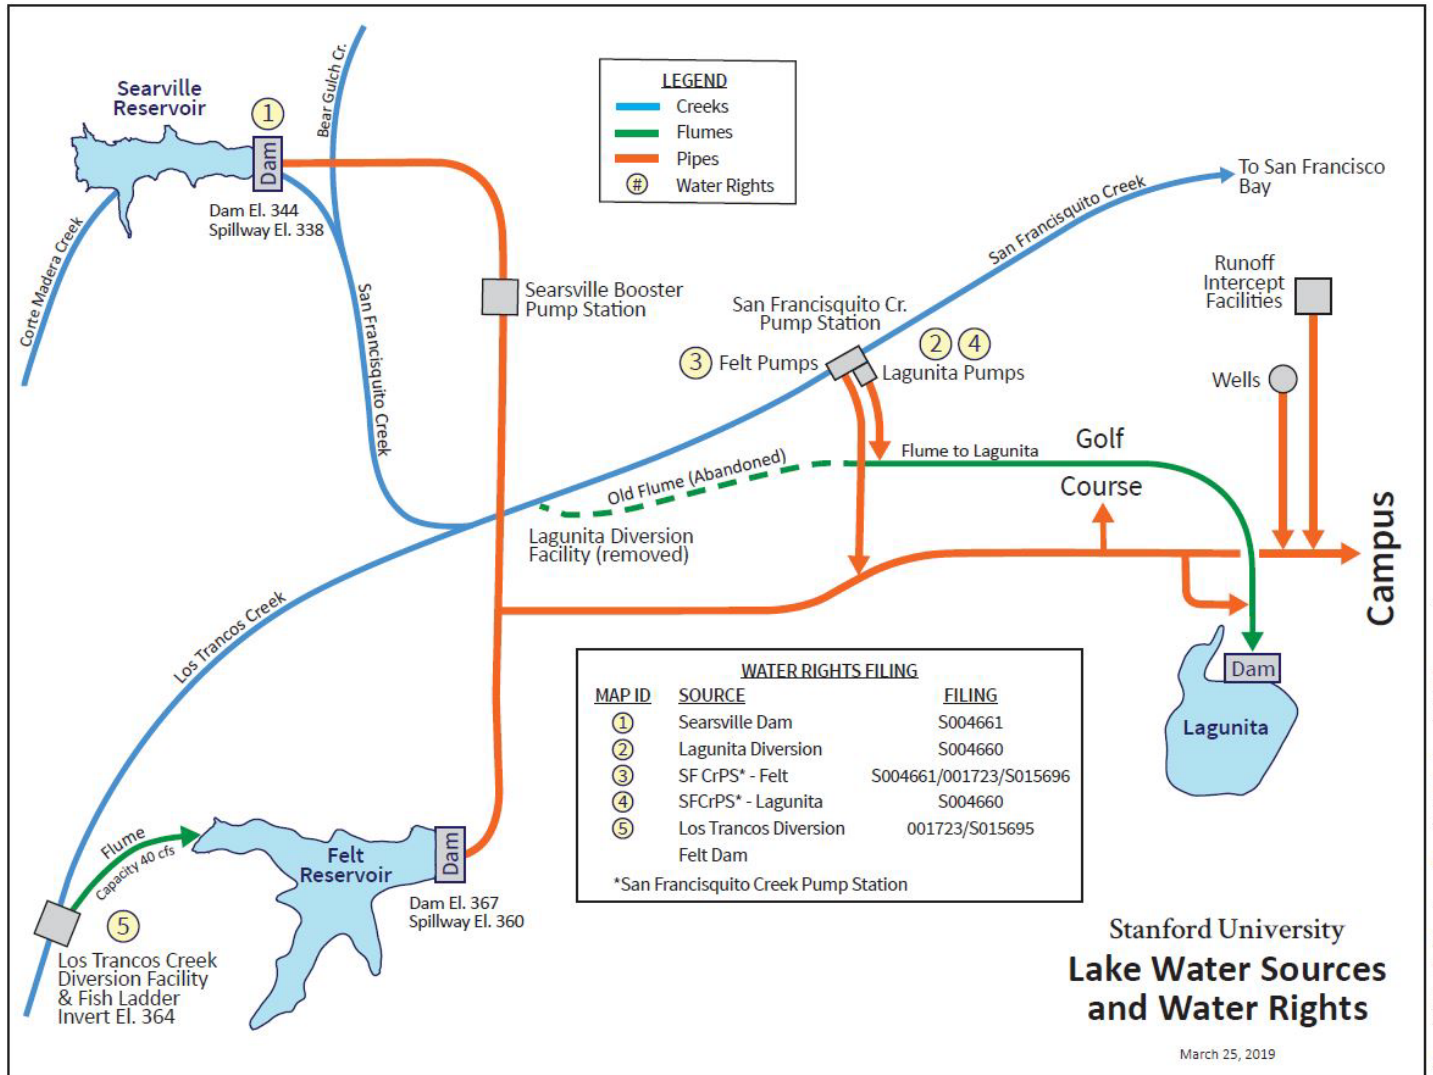 Searville
Reservoir
1
Dam
Bear Gulch Cr.
Dam El. 344
Spillway El. 338
Corte Madera Creek
San Francisquito Creek
LEGEND
Creeks
Flumes
Pipes
# Water Rights
To San Francisco
Bay
San Francisquito Creek
Searsville Booster
Pump Station
San Francisquito Cr.
Pump Station
2 4
3 Felt Pumps
Lagunita Pumps
Runoff
Intercept
Facilities
Wells
Flume to Lagunita
Golf
Course
Old Flume (Abandoned)
Lagunita Diversion
Facility (removed)
Campus
Los Trancos Creek
Dam
Lagunita
WATER RIGHTS FILING
MAP ID SOURCE FILING
1 Searsville Dam S004661
2 Lagunita Diversion S004660
3 SF CrPS* - Felt S004661/001723/S015696
4 SFCrPS* - Lagunita S004660
5 Los Trancos Diversion 001723/S015695
Felt Dam
*San Francisquito Creek Pump Station
Flume
Capacity 40 cfs
Felt
Reservoir
Dam
Dam El. 367
Spillway El. 360
5
Los Trancos Creek
Diversion Facility
& Fish Ladder
Invert El. 364
Stanford University
Lake Water Sources
and Water Rights
March 25, 2019